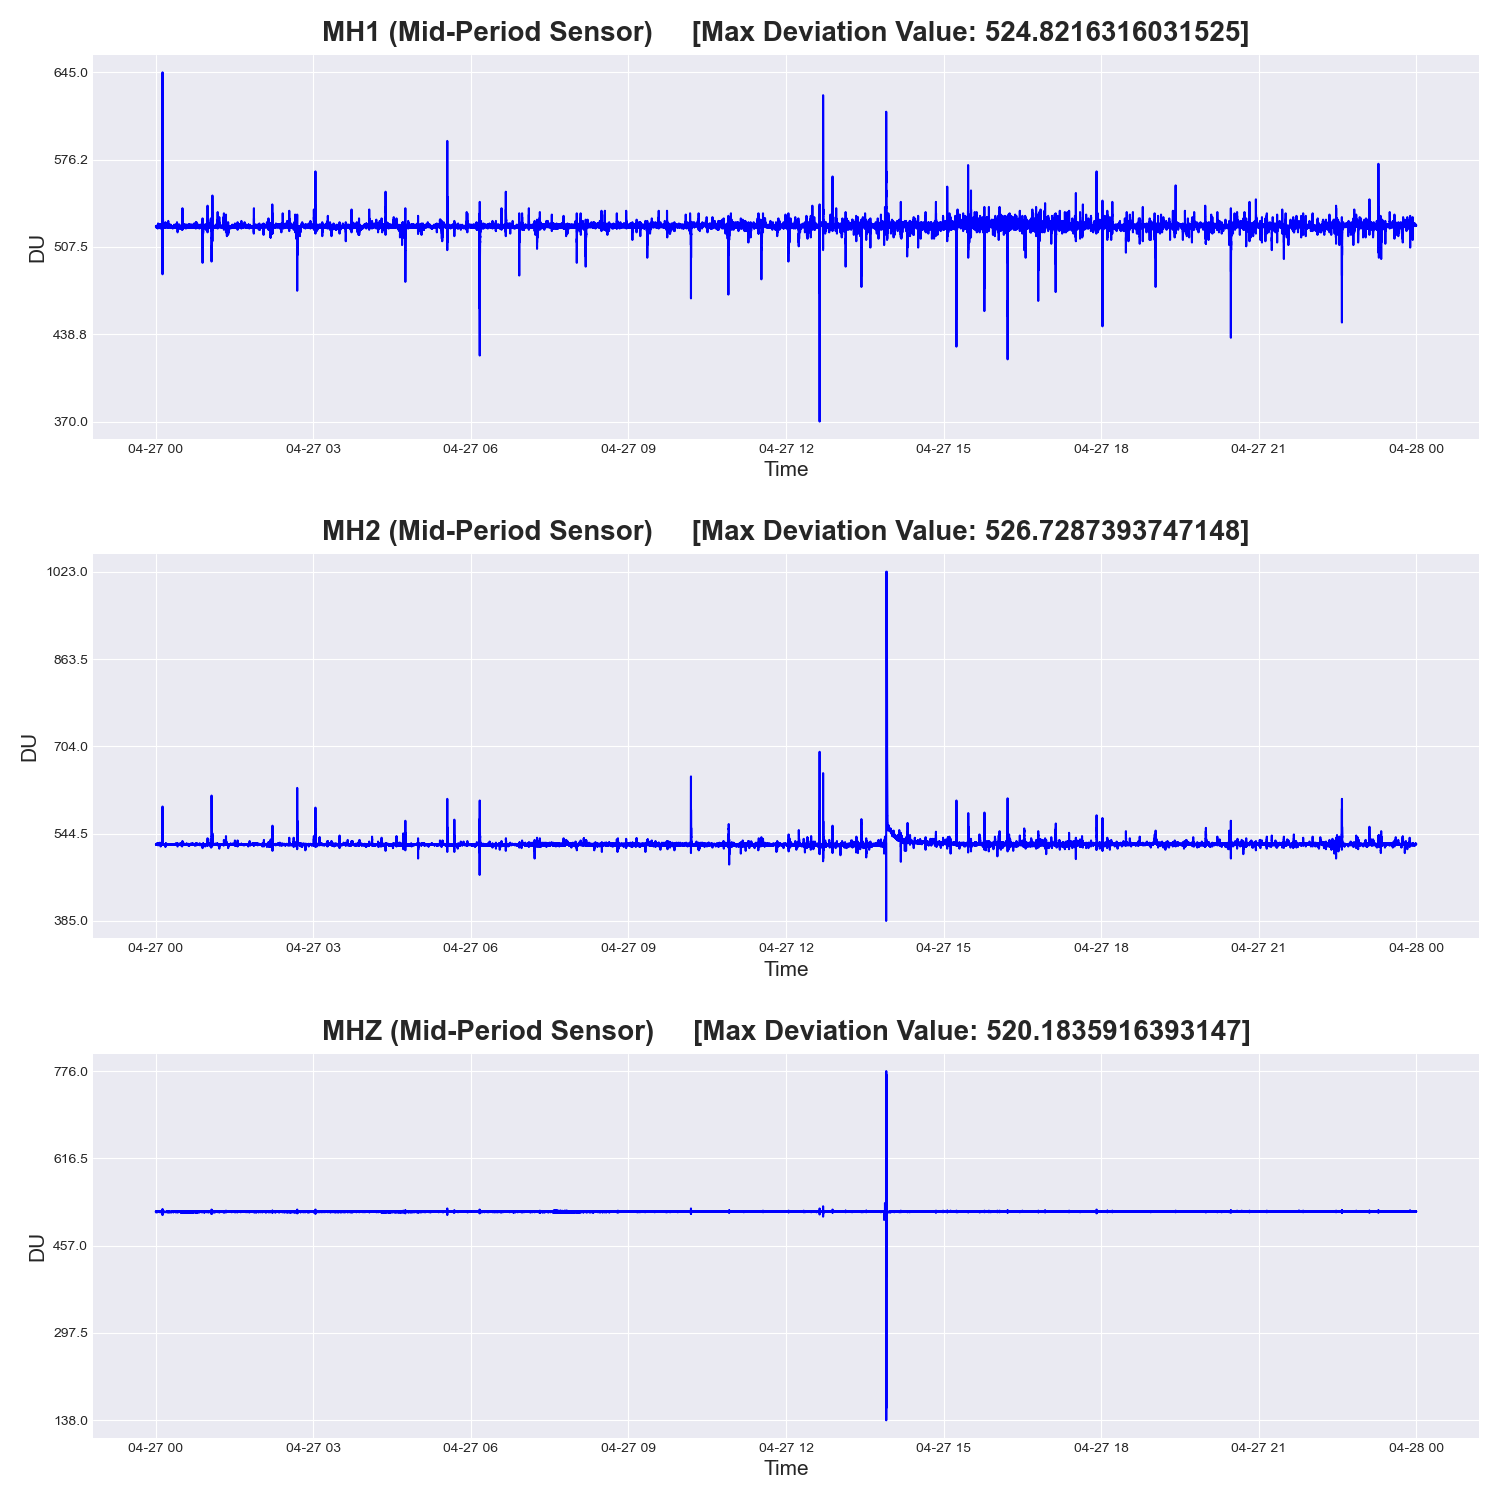 MH1 (Mid-Period Sensor) [Max Deviation Value: 524.8216316031525]
645.0
576.2
507.5
438.8
370.0
DU
04-27 00 04-27 03 04-27 06 04-27 09 04-27 12 04-27 15 04-27 18 04-27 21 04-28 00
Time
MH2 (Mid-Period Sensor) [Max Deviation Value: 526.7287393747148]
1023.0
863.5
704.0
544.5
385.0
DU
04-27 00 04-27 03 04-27 06 04-27 09 04-27 12 04-27 15 04-27 18 04-27 21 04-28 00
Time
MHZ (Mid-Period Sensor) [Max Deviation Value: 520.1835916393147]
776.0
616.5
457.0
297.5
138.0
DU
04-27 00 04-27 03 04-27 06 04-27 09 04-27 12 04-27 15 04-27 18 04-27 21 04-28 00
Time